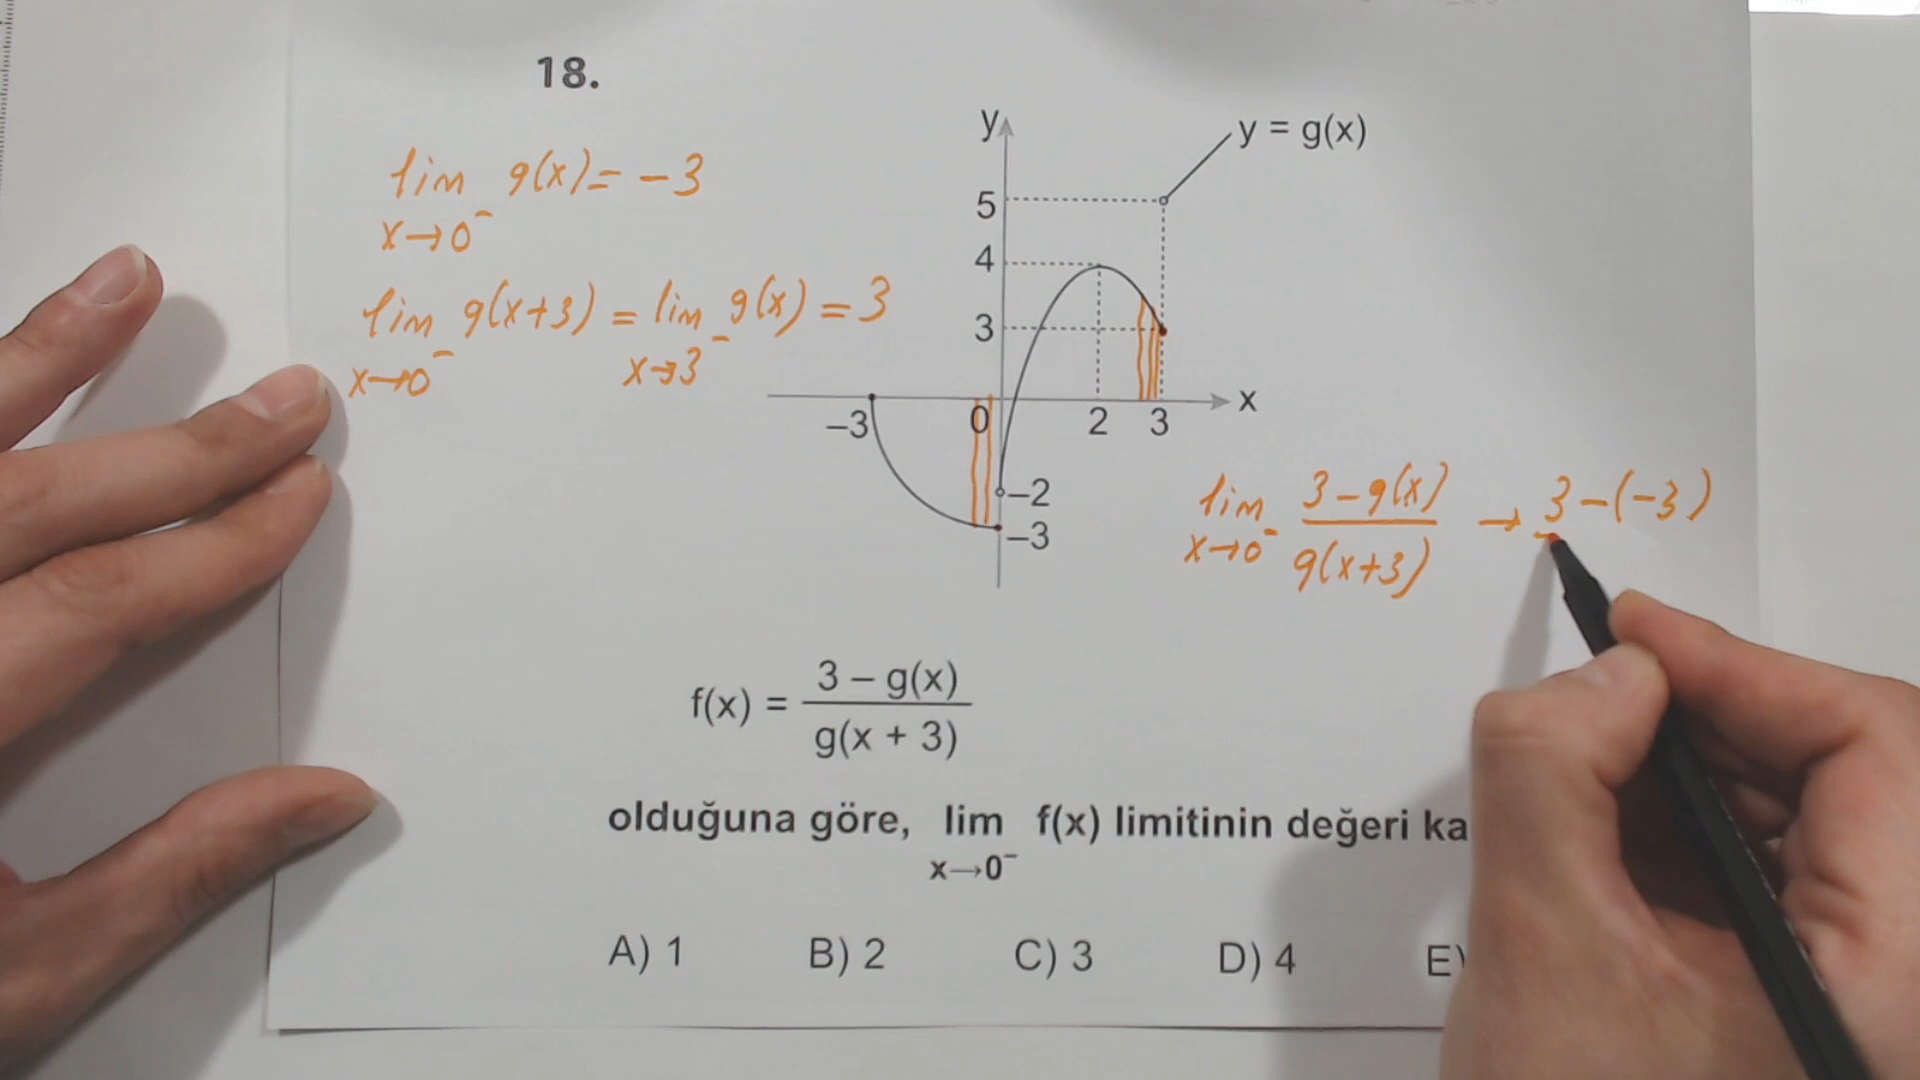 18.
lim g(x) = -3
x→0⁻
lim g(x+3) = lim g(x) = 3
x→0⁻ x→3⁻
y
y = g(x)
5
4
3
x
-3 0 2 3
-2
-3
lim 3-g(x) → 3-(-3)
x→0⁻ g(x+3)
f(x) = 3 – g(x)
g(x + 3)
olduğuna göre, lim f(x) limitinin değeri
x→0⁻
A) 1 B) 2 C) 3 D) 4 E)